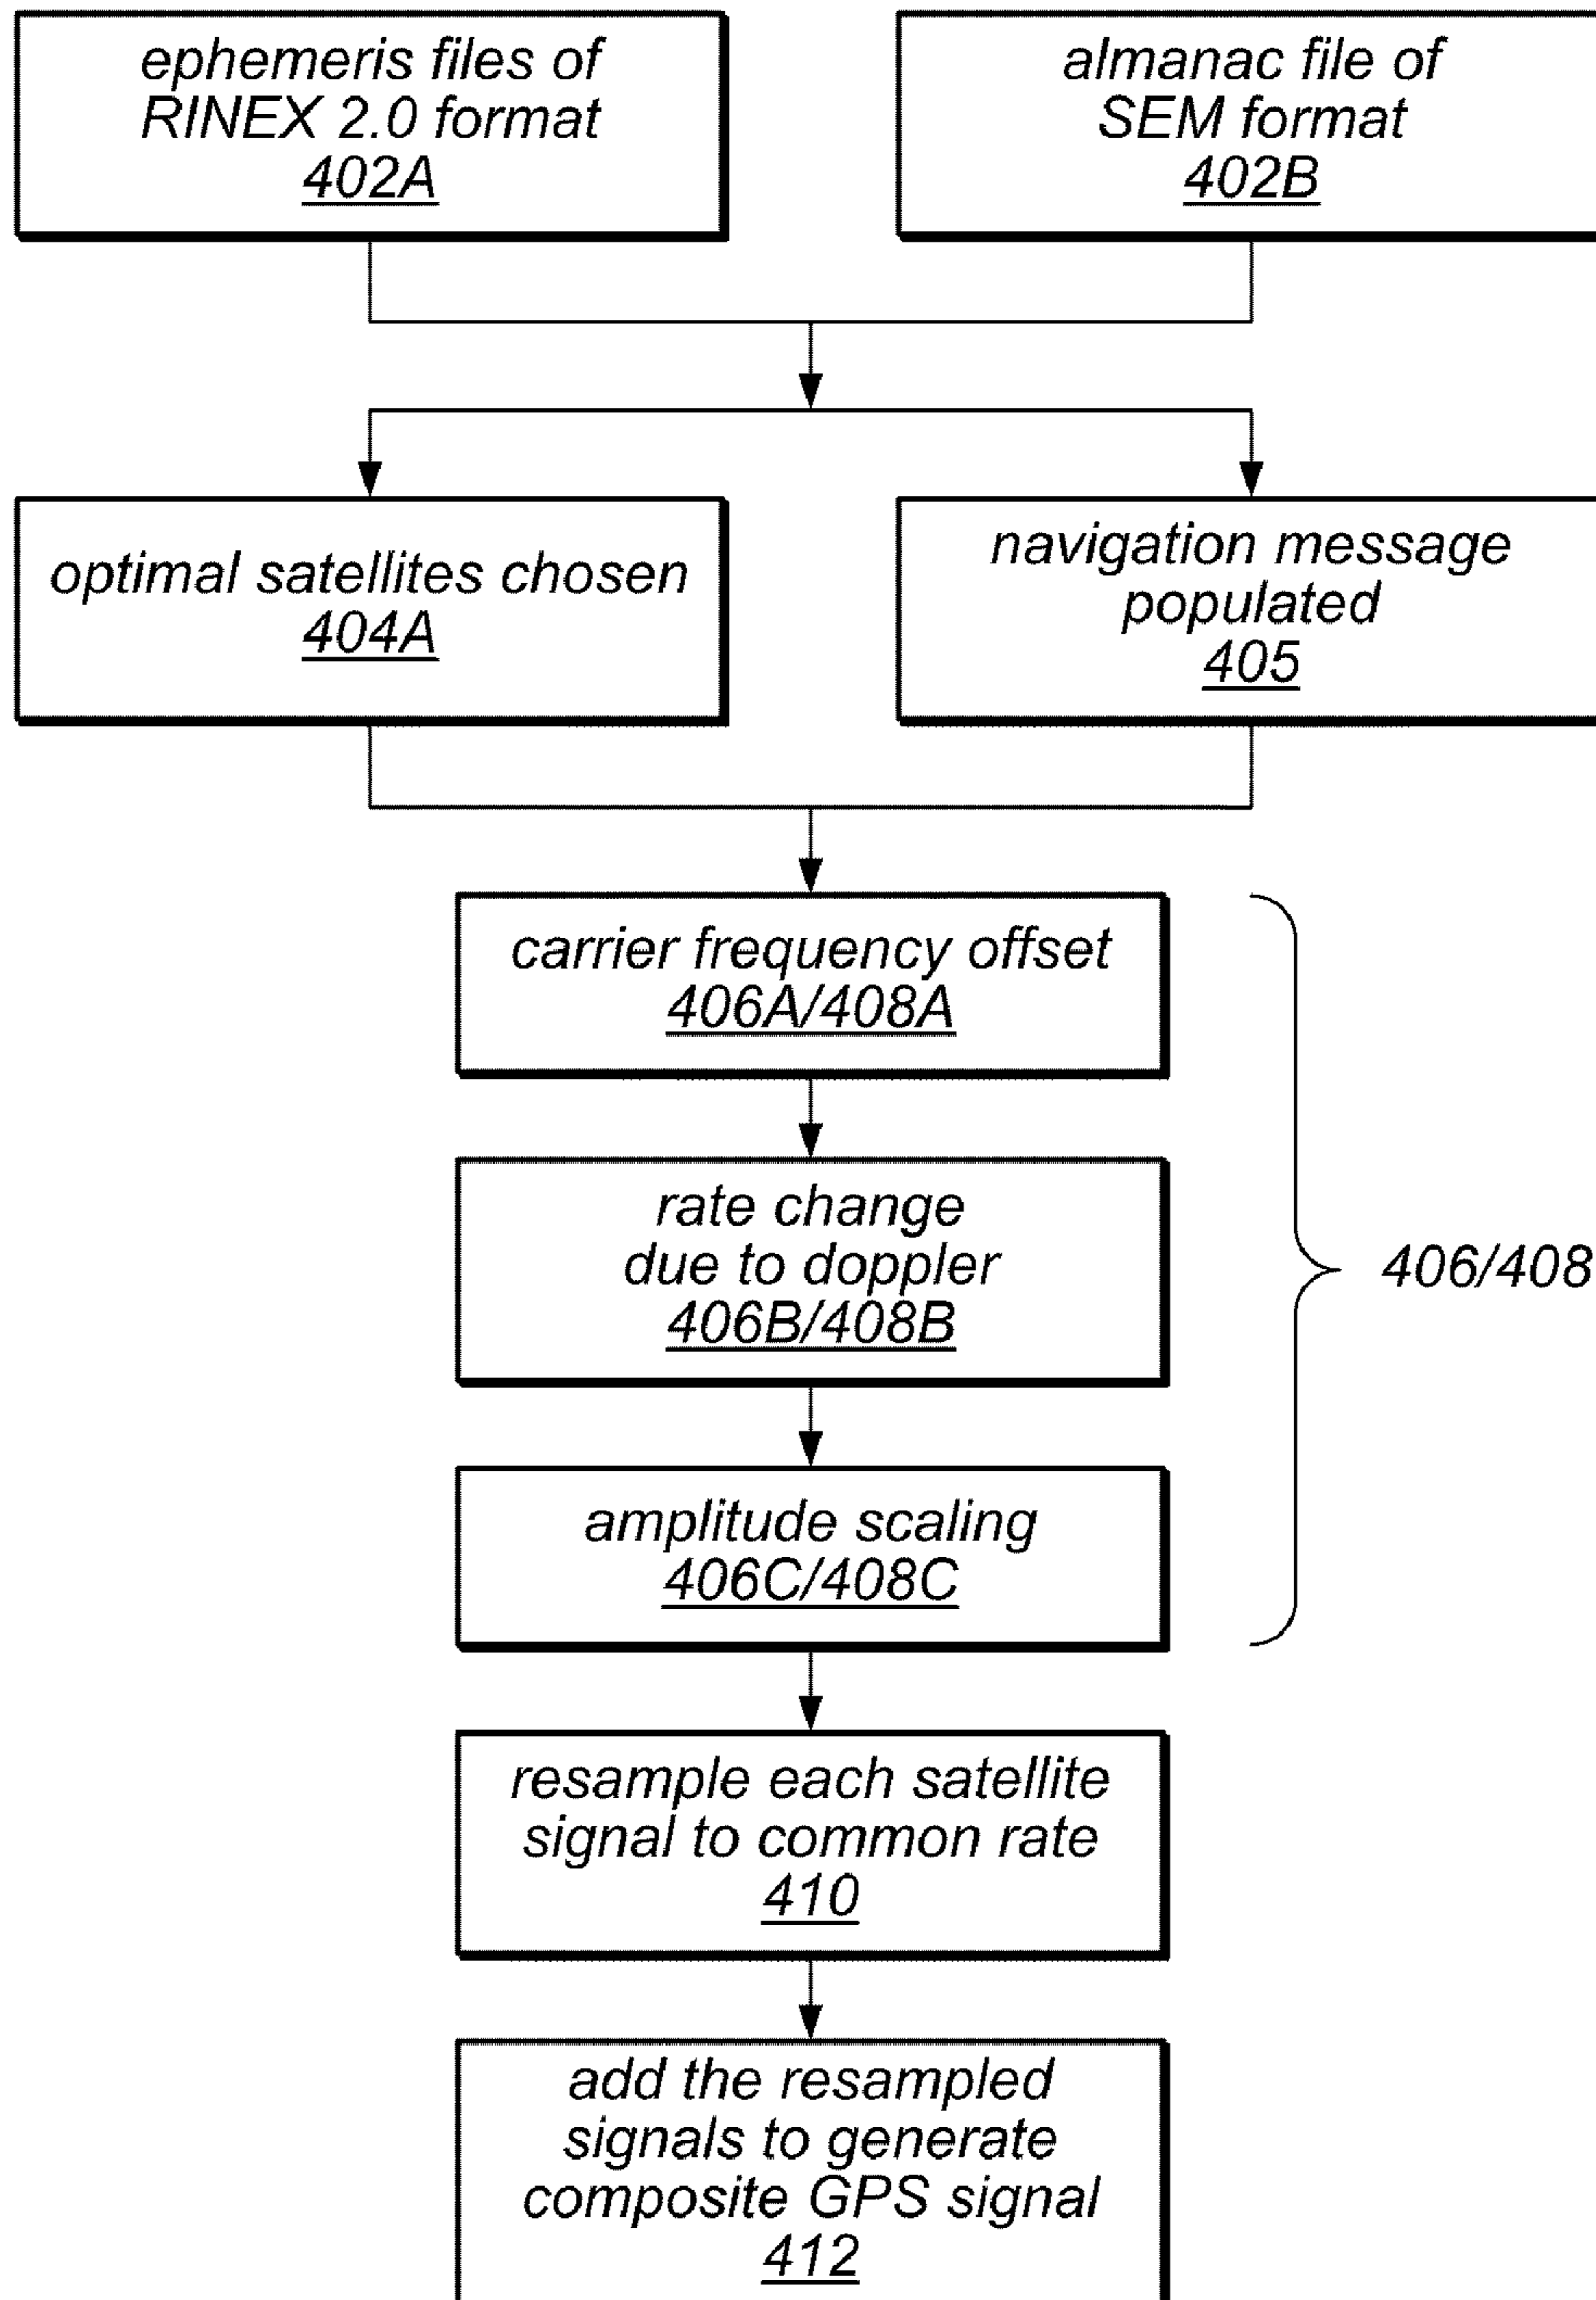 ephemeris files of
RINEX 2.0 format
402A
almanac file of
SEM format
402B
optimal satellites chosen
404A
navigation message
populated
405
carrier frequency offset
406A/408A
rate change
due to doppler
406B/408B
406/408
amplitude scaling
406C/408C
resample each satellite
signal to common rate
410
add the resampled
signals to generate
composite GPS signal
412